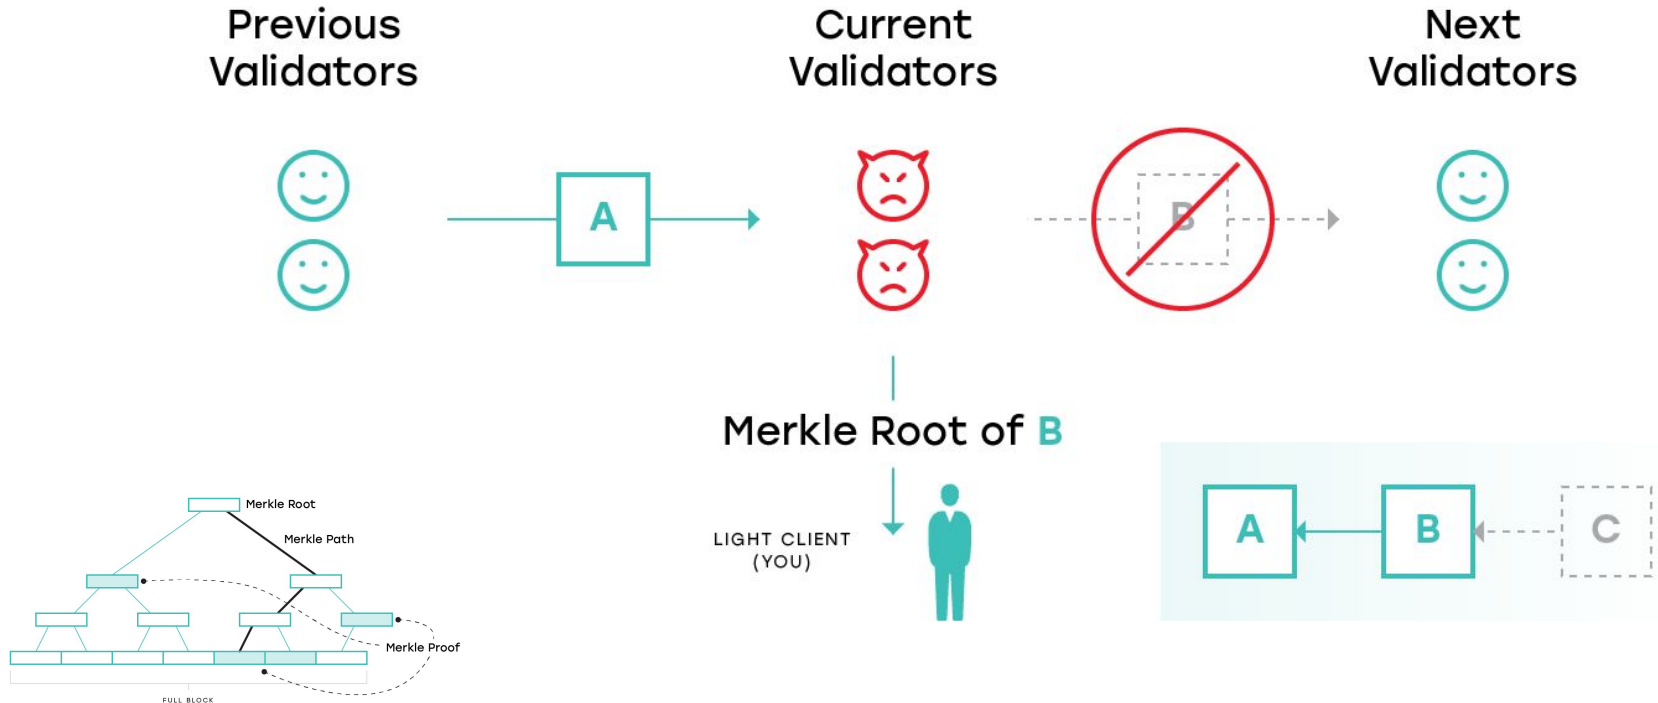 Previous
Validators
Current
Validators
Next
Validators
A
B
Merkle Root of B
LIGHT CLIENT
(YOU)
A
B
C
Merkle Root
Merkle Path
Merkle Proof
FULL BLOCK